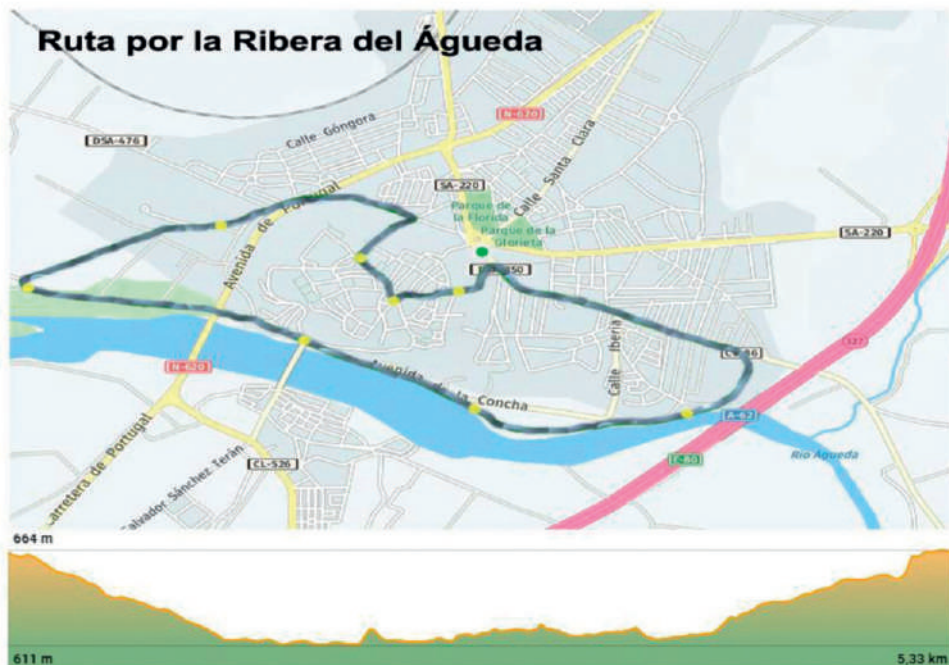 Ruta por la Ribera del Águeda
N-620
DSA-476
Calle Góngora
Calle Santa Clara
SA-220
Avenida de Portugal
Parque de
la Florida
Parque de la
Glorieta
SA-220
Calle Iberia
Avenida de la Concha
N-620
A-62
E-80
Río Águeda
CL-526
Carretera de Portugal
Salvador Sánchez Terán
664 m
611 m
5,33 km